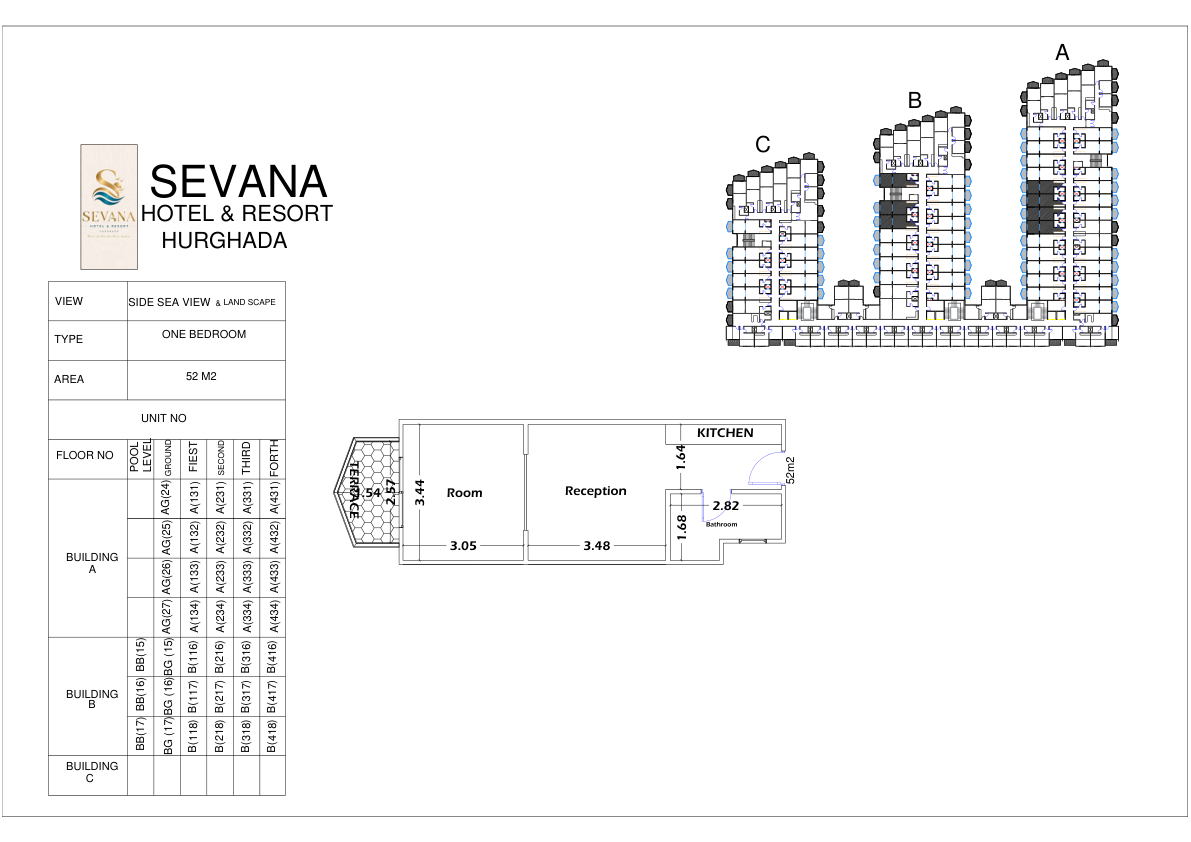 A
B
C
SEVANA
HOTEL & RESORT
HURGHADA
SEVANA
HOTEL & RESORT
HURGHADA
VIEW SIDE SEA VIEW & LAND SCAPE
TYPE ONE BEDROOM
AREA 52 M2
UNIT NO
FLOOR NO POOL LEVEL GROUND FIEST SECOND THIRD FORTH
BUILDING A
AG(24) A(131) A(231) A(331) A(431)
AG(25) A(132) A(232) A(332) A(432)
AG(26) A(133) A(233) A(333) A(433)
AG(27) A(134) A(234) A(334) A(434)
BUILDING B
BB(15) BG (15) B(116) B(216) B(316) B(416)
BB(16) BG (16) B(117) B(217) B(317) B(417)
BB(17) BG (17) B(118) B(218) B(318) B(418)
BUILDING C
KITCHEN
1.64
52m2
TERRACE
2.57
3.44
Room
Reception
2.82
Bathroom
1.68
3.05
3.48